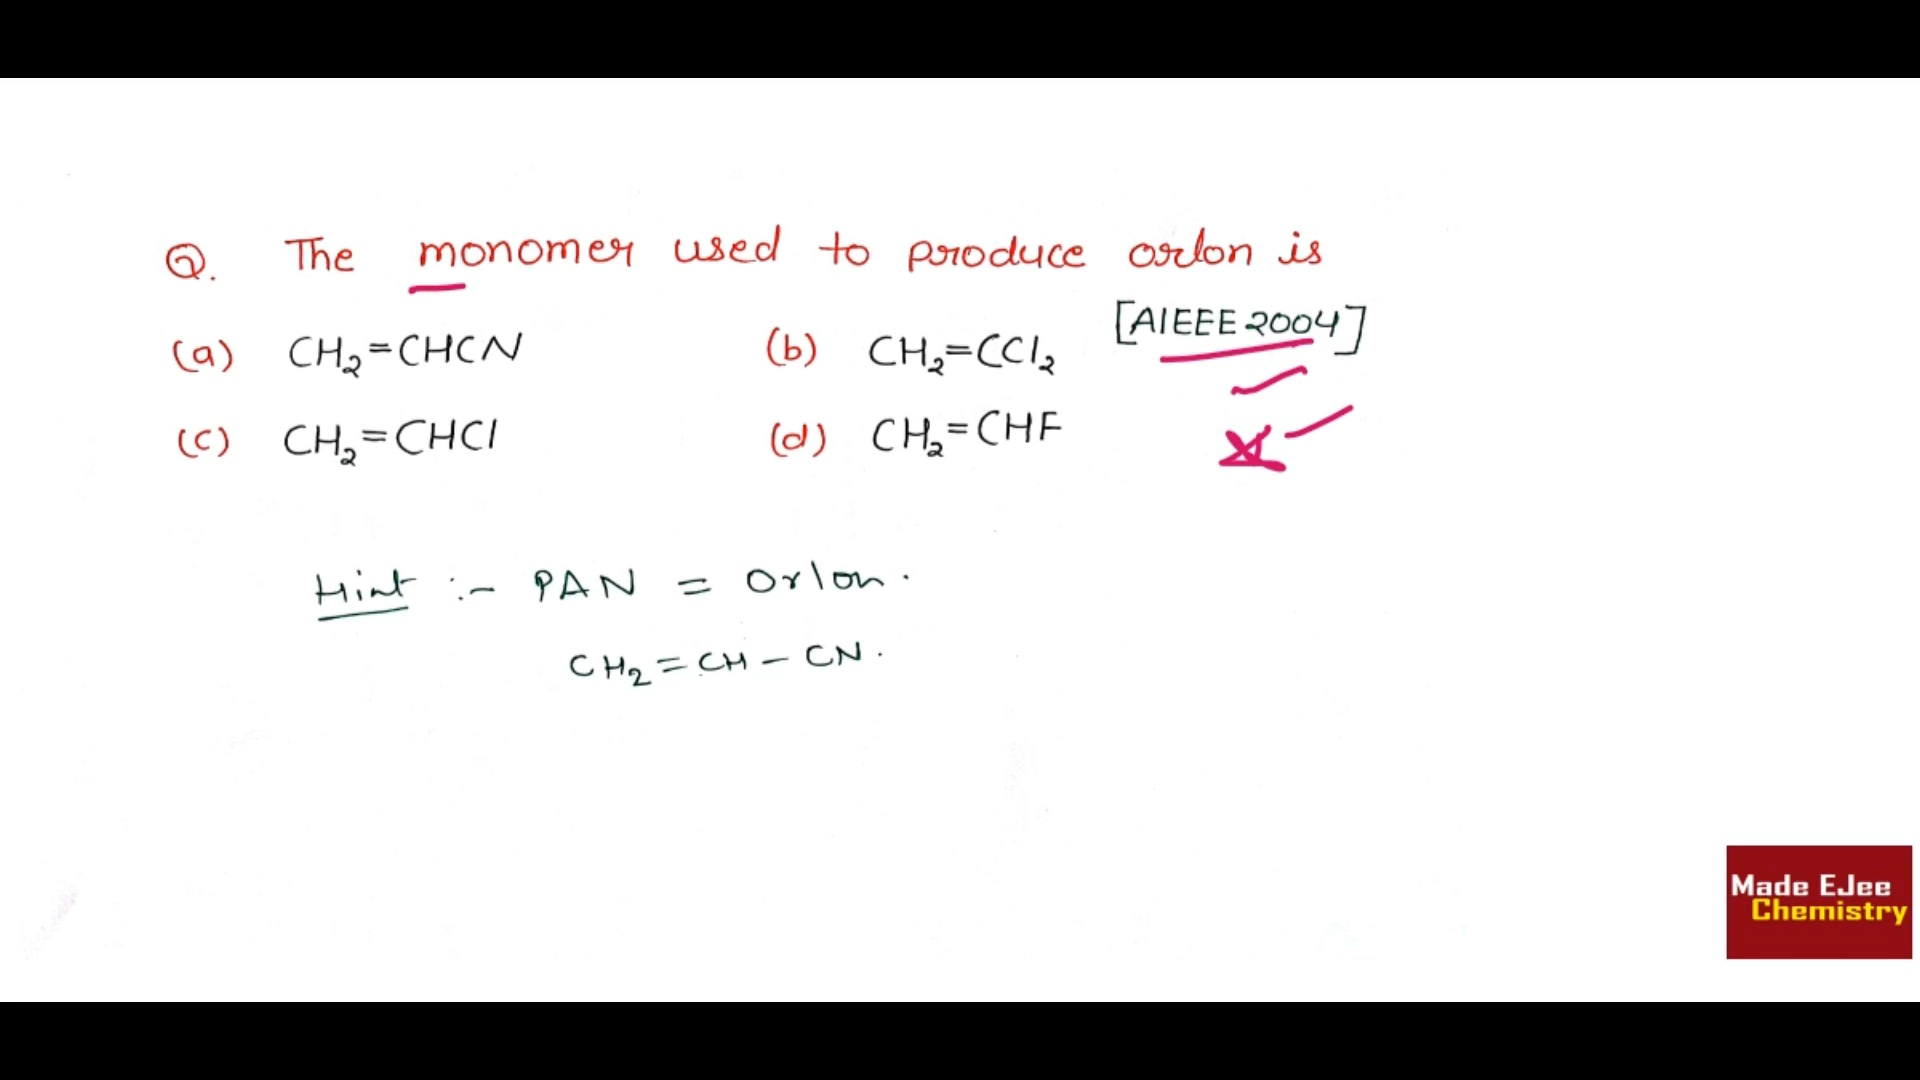 Q. The monomer used to produce orlon is
[AIEEE 2004]
(a) CH₂=CHCN (b) CH₂=CCl₂
(c) CH₂=CHCl (d) CH₂=CHF
Hint :- PAN = Orlon.
CH₂=CH-CN.
Made EJee
Chemistry